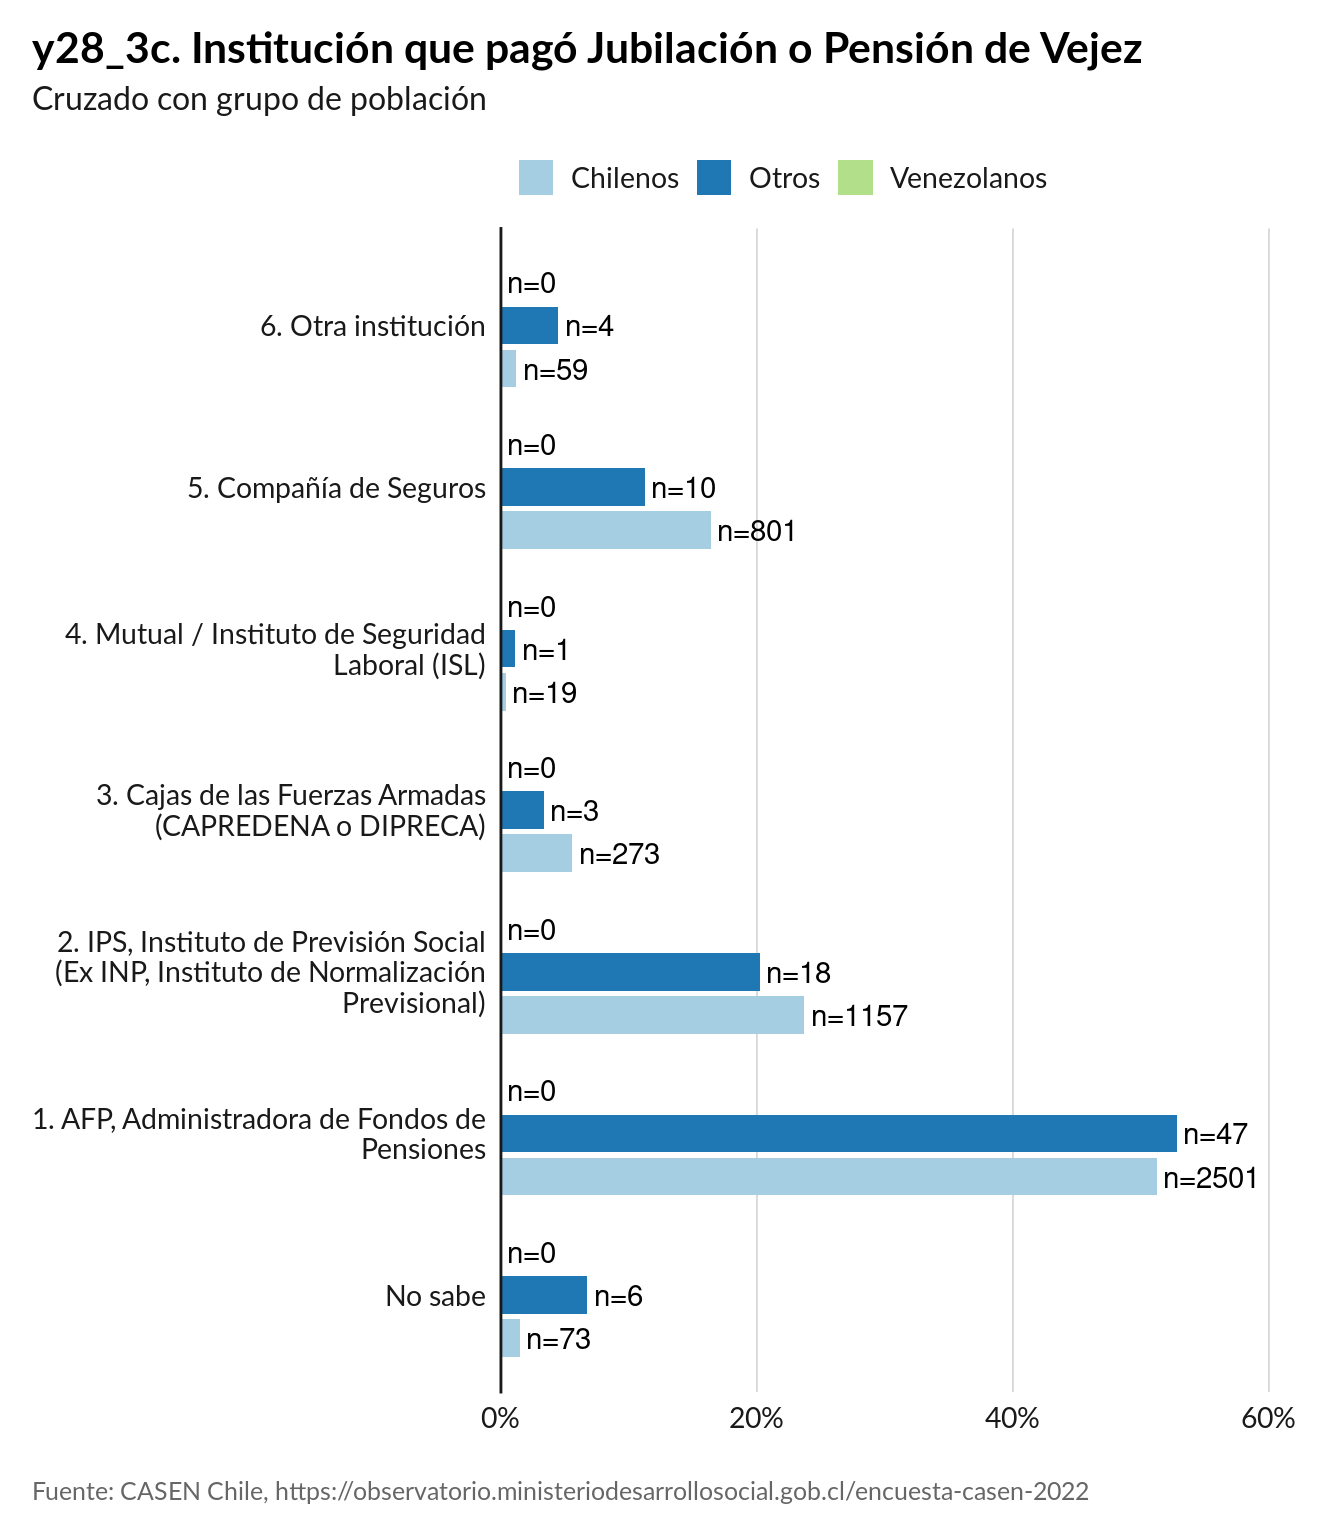 y28_3c. Institución que pagó Jubilación o Pensión de Vejez
Cruzado con grupo de población
Chilenos
Otros
Venezolanos
n=0
6. Otra institución
n=4
n=59
n=0
5. Compañía de Seguros
n=10
n=801
n=0
4. Mutual / Instituto de Seguridad
Laboral (ISL)
n=1
n=19
n=0
3. Cajas de las Fuerzas Armadas
(CAPREDENA o DIPRECA)
n=3
n=273
n=0
2. IPS, Instituto de Previsión Social
(Ex INP, Instituto de Normalización
Previsional)
n=18
n=1157
n=0
1. AFP, Administradora de Fondos de
Pensiones
n=47
n=2501
n=0
No sabe
n=6
n=73
0%
20%
40%
60%
Fuente: CASEN Chile, https://observatorio.ministeriodesarrollosocial.gob.cl/encuesta-casen-2022